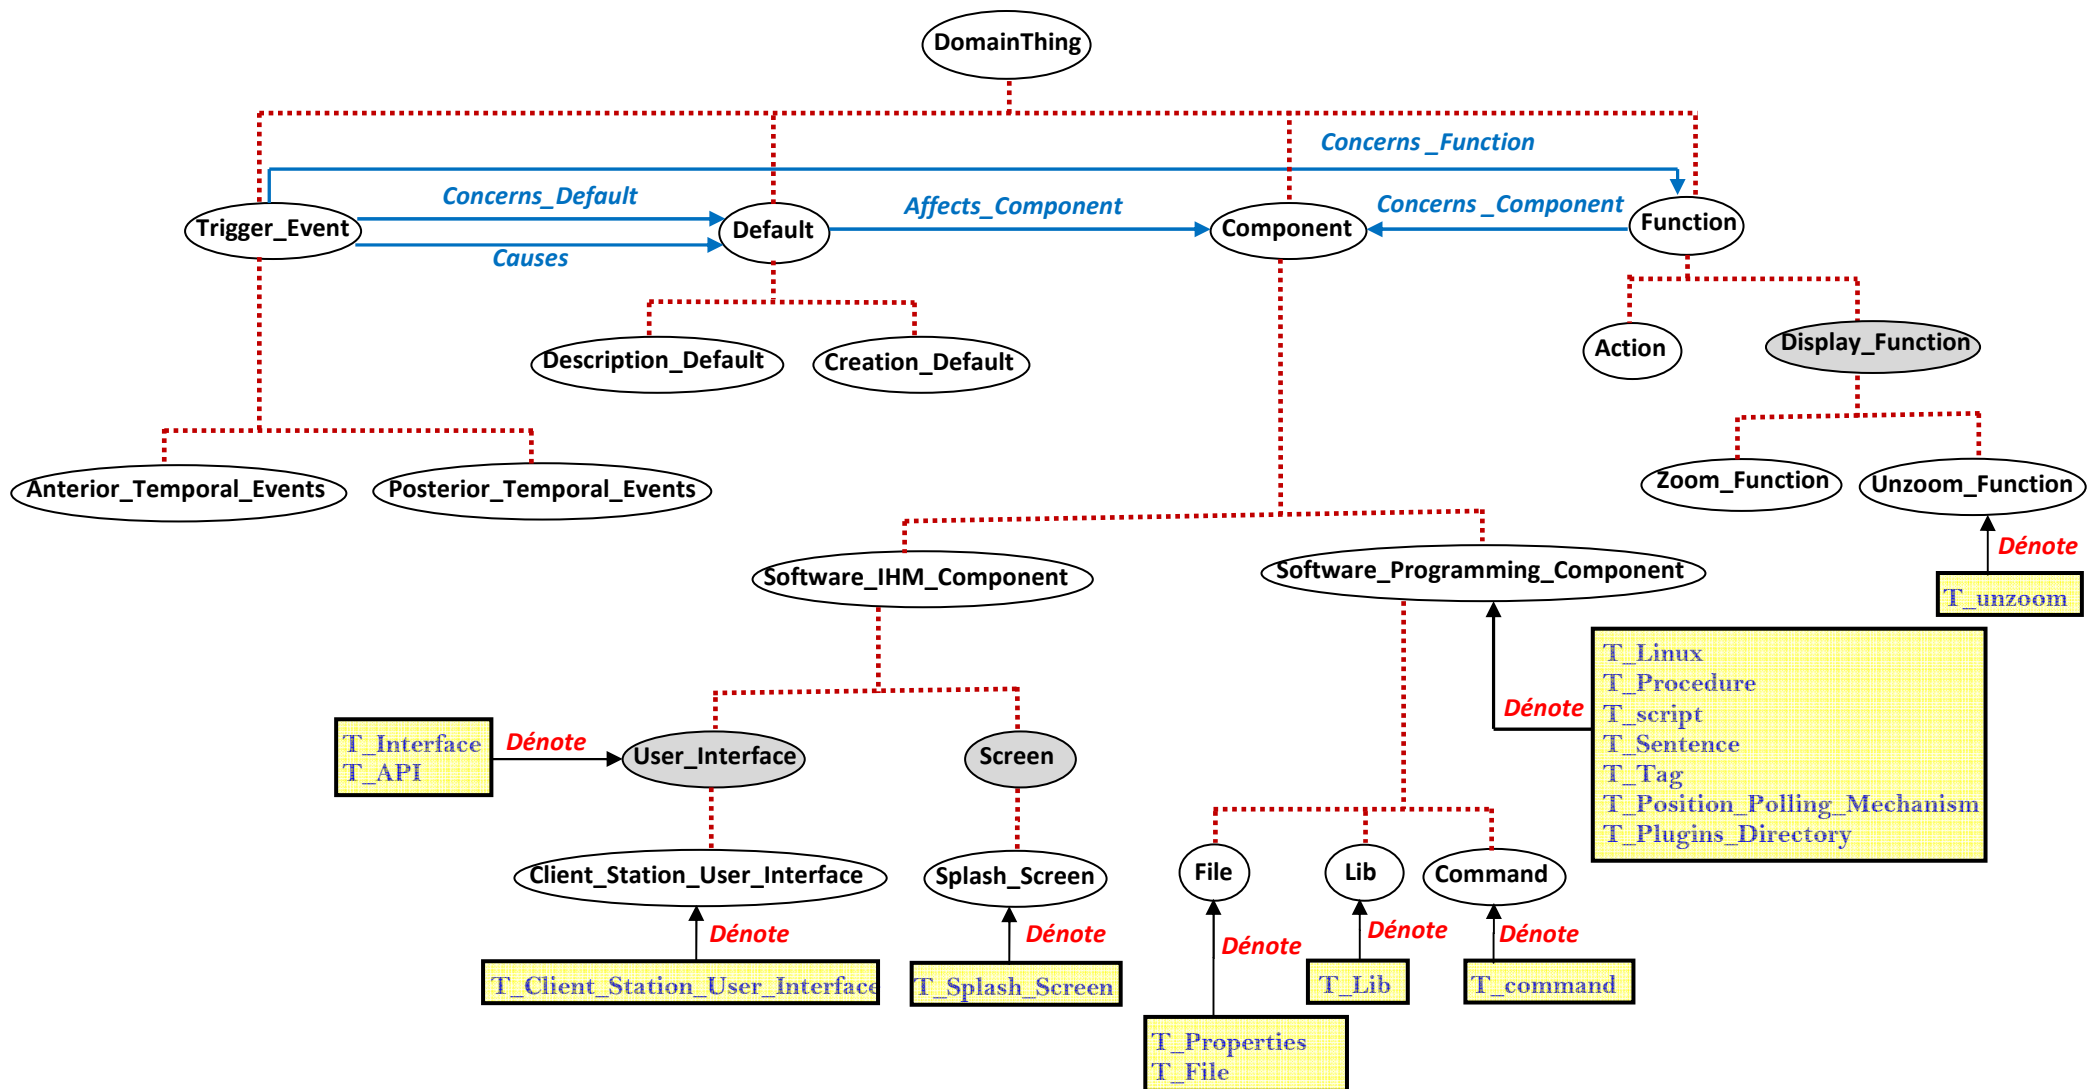 DomainThing
Concerns _Function
Concerns_Default
Affects_Component
Concerns _Component
Trigger_Event
Default
Component
Function
Causes
Description_Default
Creation_Default
Action
Display_Function
Anterior_Temporal_Events
Posterior_Temporal_Events
Zoom_Function
Unzoom_Function
Dénote
T_unzoom
Software_IHM_Component
Software_Programming_Component
T_Linux
T_Procedure
T_script
T_Sentence
T_Tag
T_Position_Polling_Mechanism
T_Plugins_Directory
Dénote
T_Interface
T_API
Dénote
User_Interface
Screen
Client_Station_User_Interface
Splash_Screen
File
Lib
Command
Dénote
Dénote
Dénote
Dénote
Dénote
T_Client_Station_User_Interface
T_Splash_Screen
T_Lib
T_command
T_Properties
T_File